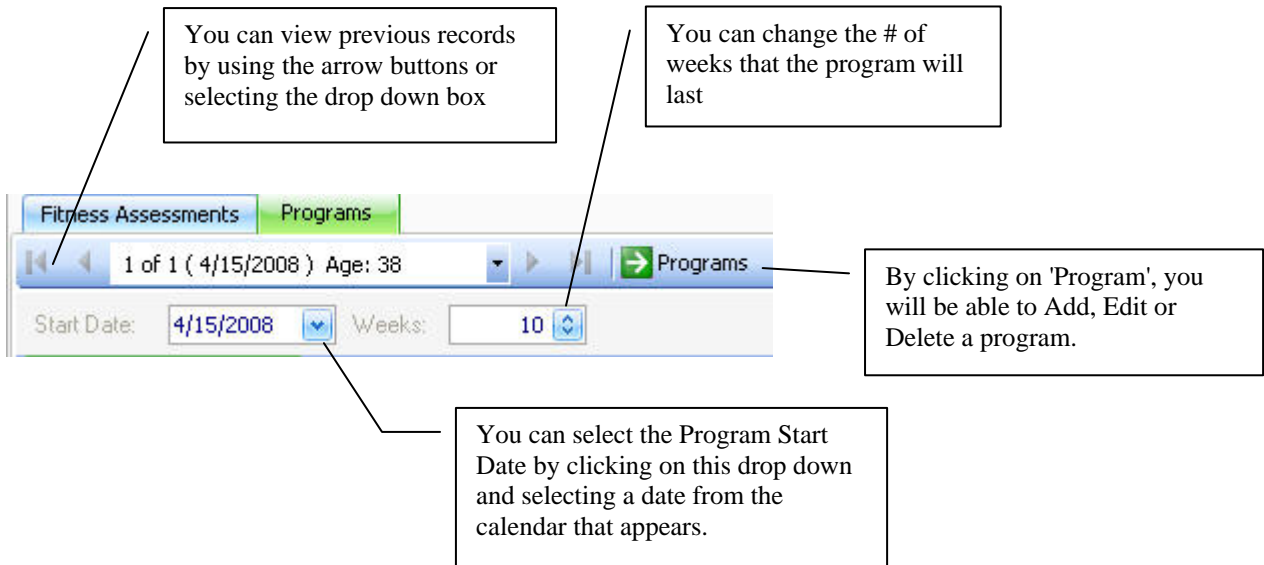 You can view previous records
by using the arrow buttons or
selecting the drop down box
You can change the # of
weeks that the program will
last
Fitness Assessments
Programs
1 of 1 ( 4/15/2008 ) Age: 38
Programs
Start Date:
4/15/2008
Weeks:
10
By clicking on 'Program', you
will be able to Add, Edit or
Delete a program.
You can select the Program Start
Date by clicking on this drop down
and selecting a date from the
calendar that appears.